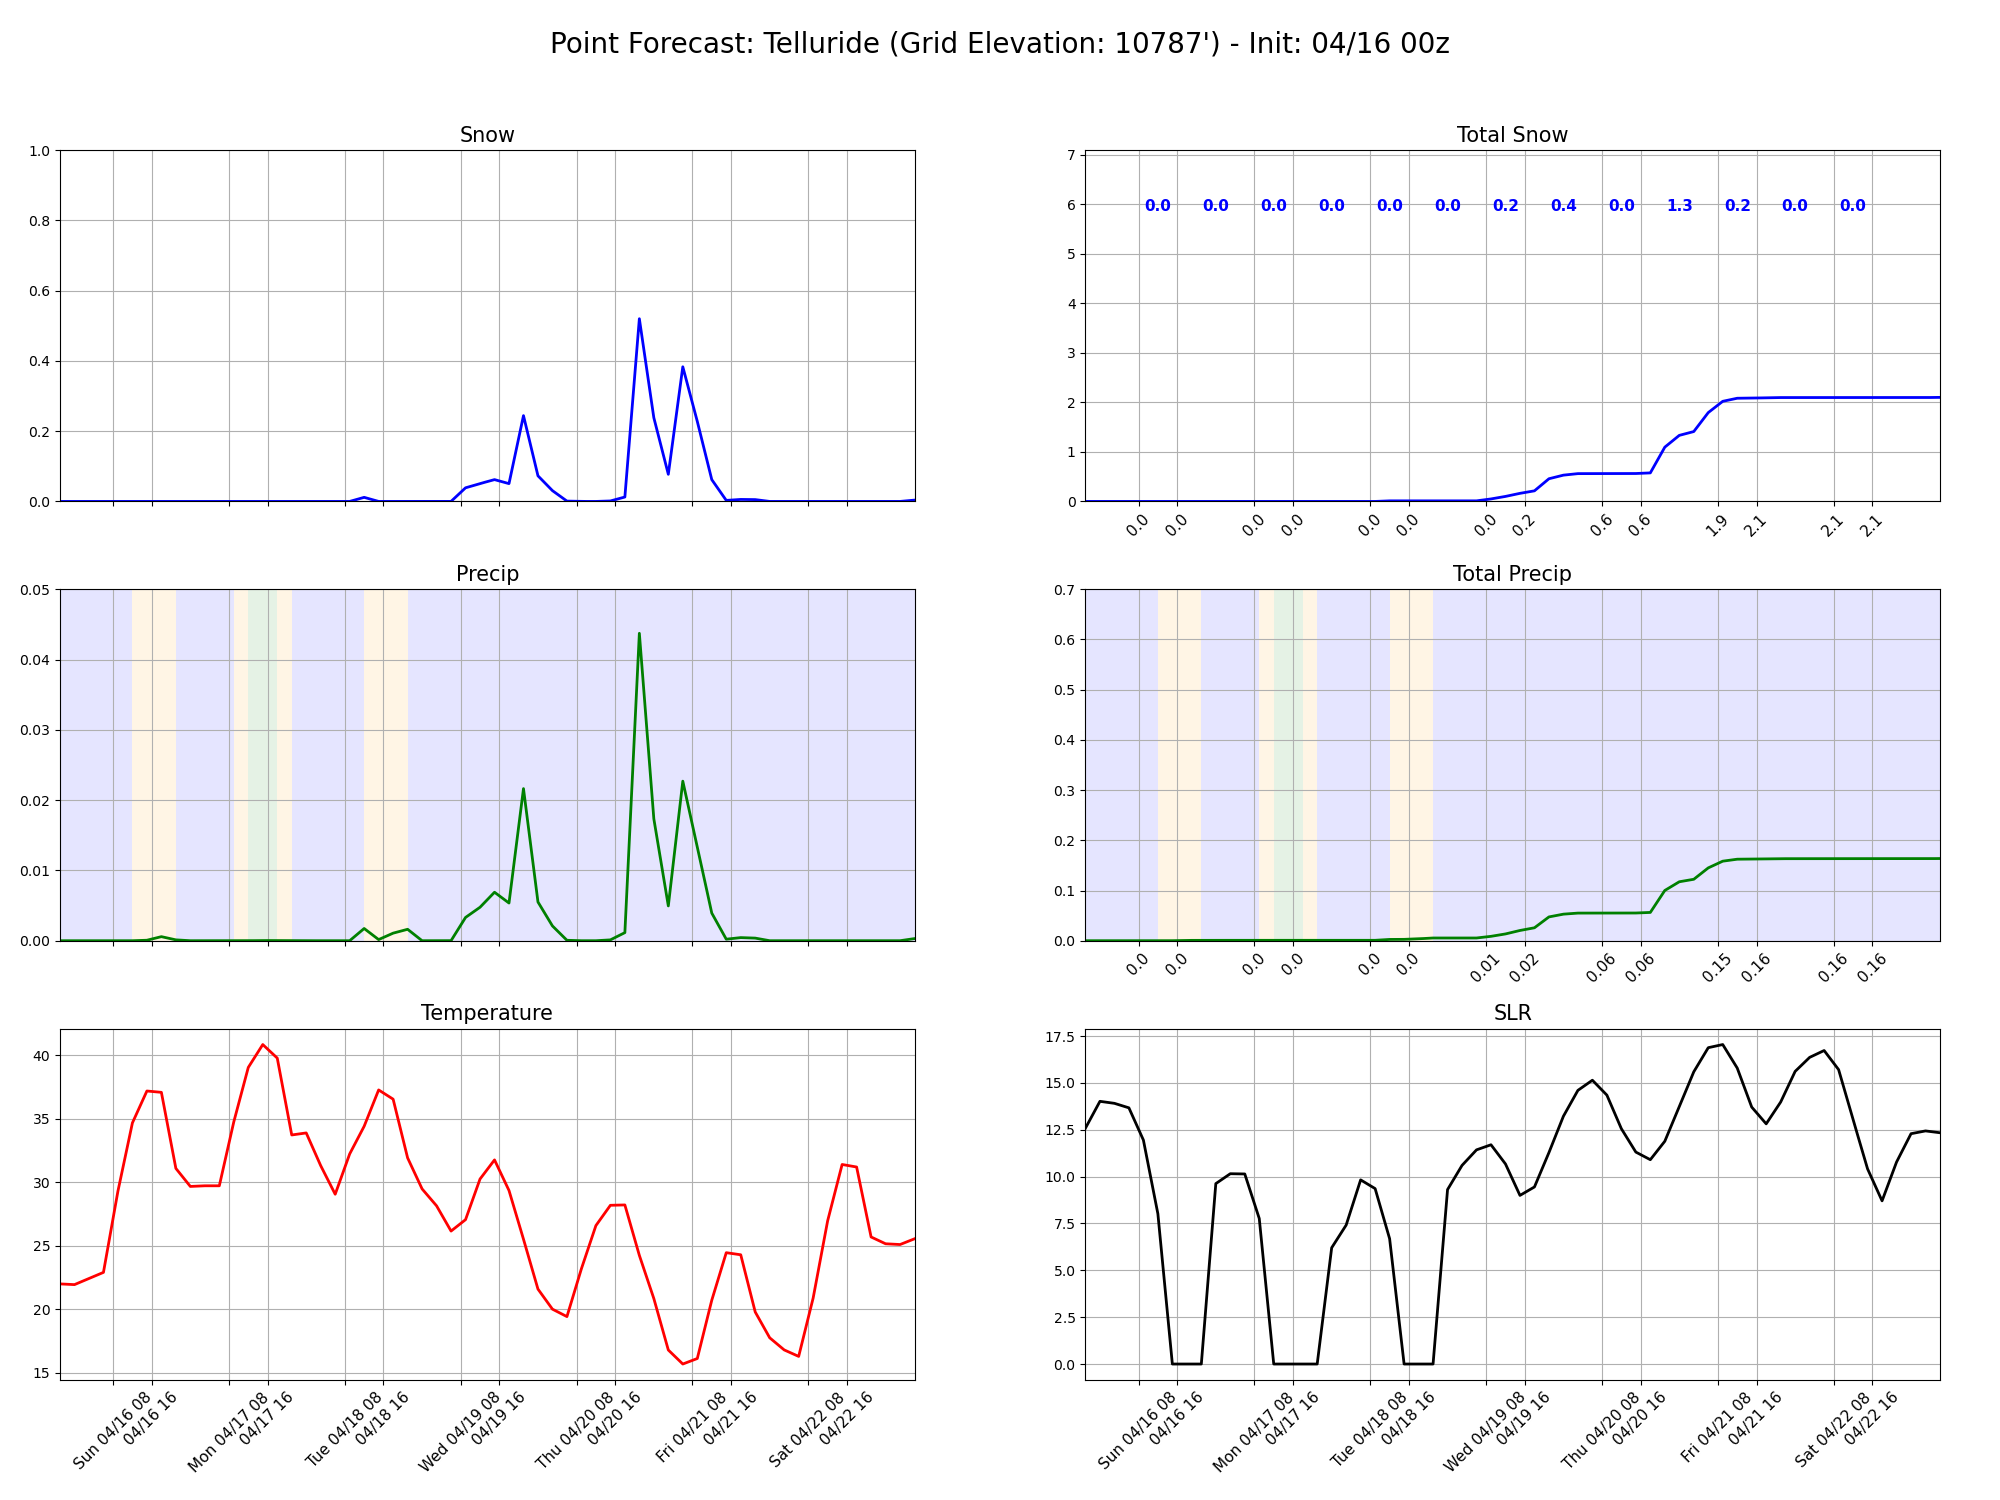 Point Forecast: Telluride (Grid Elevation: 10787') - Init: 04/16 00z
Snow
1.0
0.8
0.6
0.4
0.2
0.0
Total Snow
7
6
5
4
3
2
1
0
0.0 0.0 0.0 0.0 0.0 0.0 0.2 0.4 0.0 1.3 0.2 0.0 0.0
0.0 0.0 0.0 0.0 0.0 0.0 0.0 0.2 0.6 0.6 1.9 2.1 2.1 2.1
Precip
0.05
0.04
0.03
0.02
0.01
0.00
Total Precip
0.7
0.6
0.5
0.4
0.3
0.2
0.1
0.0
0.0 0.0 0.0 0.0 0.0 0.0 0.01 0.02 0.06 0.06 0.15 0.16 0.16 0.16
Temperature
40
35
30
25
20
15
Sun 04/16 08
04/16 16
Mon 04/17 08
04/17 16
Tue 04/18 08
04/18 16
Wed 04/19 08
04/19 16
Thu 04/20 08
04/20 16
Fri 04/21 08
04/21 16
Sat 04/22 08
04/22 16
SLR
17.5
15.0
12.5
10.0
7.5
5.0
2.5
0.0
Sun 04/16 08
04/16 16
Mon 04/17 08
04/17 16
Tue 04/18 08
04/18 16
Wed 04/19 08
04/19 16
Thu 04/20 08
04/20 16
Fri 04/21 08
04/21 16
Sat 04/22 08
04/22 16